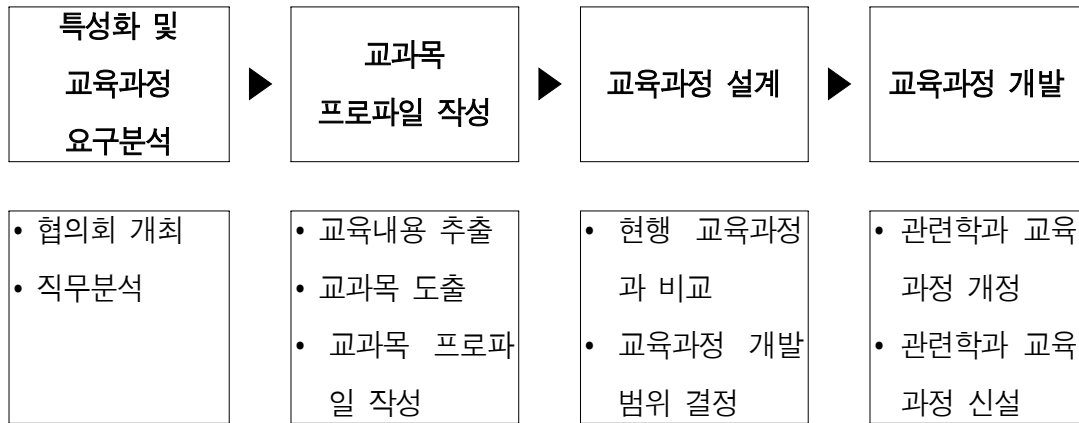 특성화 및
교육과정
요구분석
▶
교과목
프로파일 작성
▶
교육과정 설계
▶
교육과정 개발
• 협의회 개최
• 직무분석
• 교육내용 추출
• 교과목 도출
• 교과목 프로파
일 작성
• 현행 교육과정
과 비교
• 교육과정 개발
범위 결정
• 관련학과 교육
과정 개정
• 관련학과 교육
과정 신설